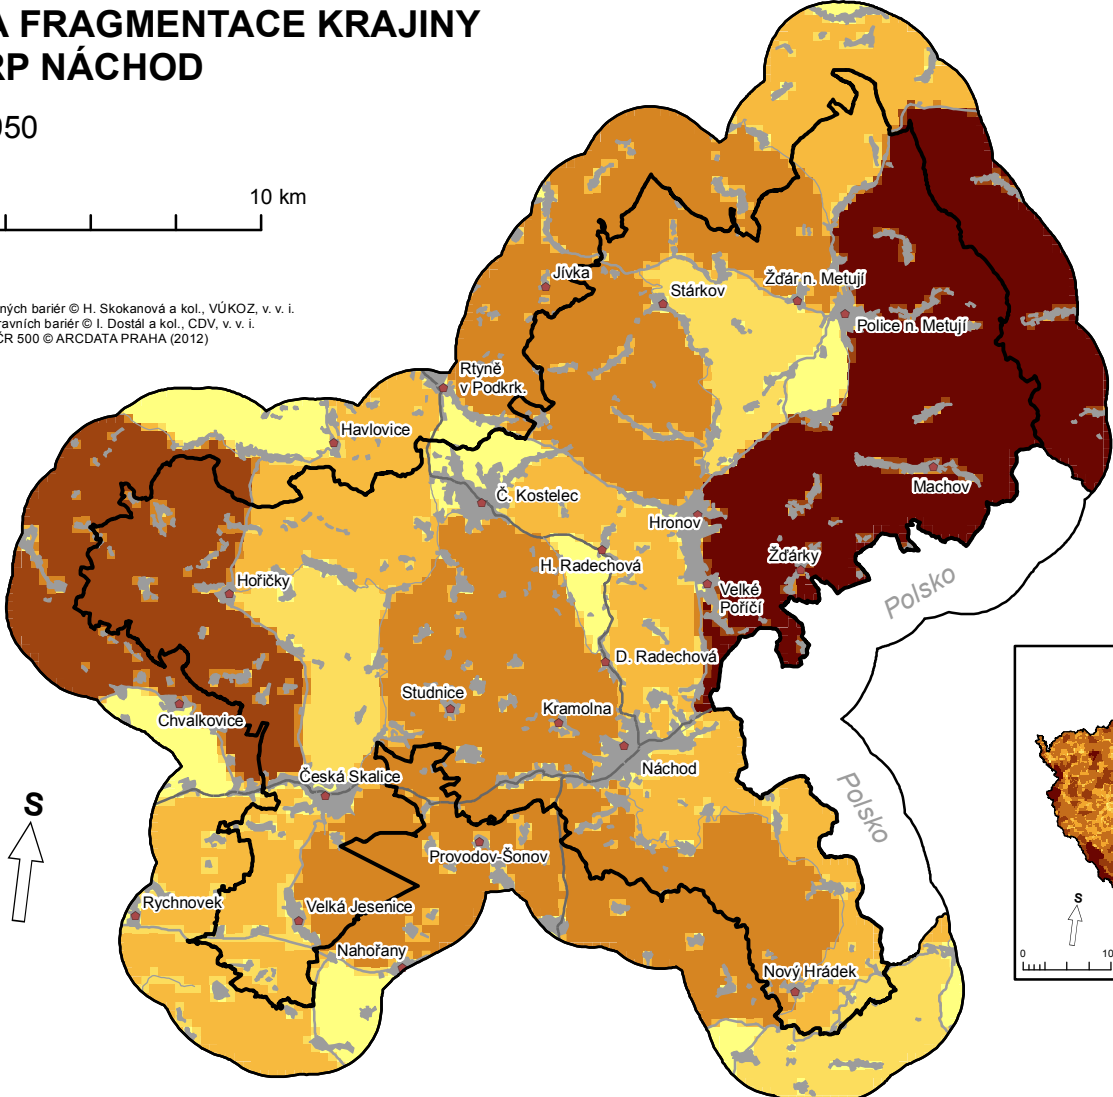 A FRAGMENTACE KRAJINY
RP NÁCHOD
950
10 km
ných bariér © H. Skokanová a kol., VÚKOZ, v. v. i.
ravních bariér © I. Dostál a kol., CDV, v. v. i.
ČR 500 © ARCDATA PRAHA (2012)
Jívka
Stárkov
Žďár n. Metují
Police n. Metují
Rtyně
v Podkrk.
Havlovice
Machov
Č. Kostelec
Hronov
H. Radechová
Žďárky
Hořičky
Velké
Poříčí
Polsko
D. Radechová
Studnice
Kramolna
Chvalkovice
Náchod
Česká Skalice
Polsko
S
Provodov-Šonov
Rychnovek
Velká Jesenice
Nahořany
Nový Hrádek
S
0
10